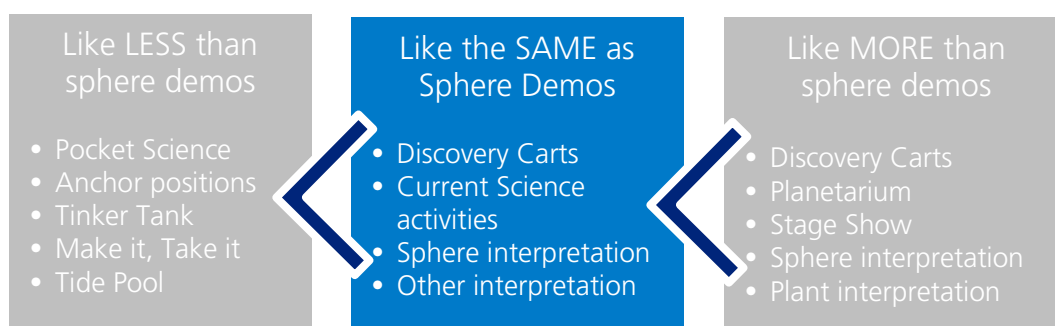 Like LESS than
sphere demos
• Pocket Science
• Anchor positions
• Tinker Tank
• Make it, Take it
• Tide Pool
Like the SAME as
Sphere Demos
• Discovery Carts
• Current Science
activities
• Sphere interpretation
• Other interpretation
Like MORE than
sphere demos
• Discovery Carts
• Planetarium
• Stage Show
• Sphere interpretation
• Plant interpretation